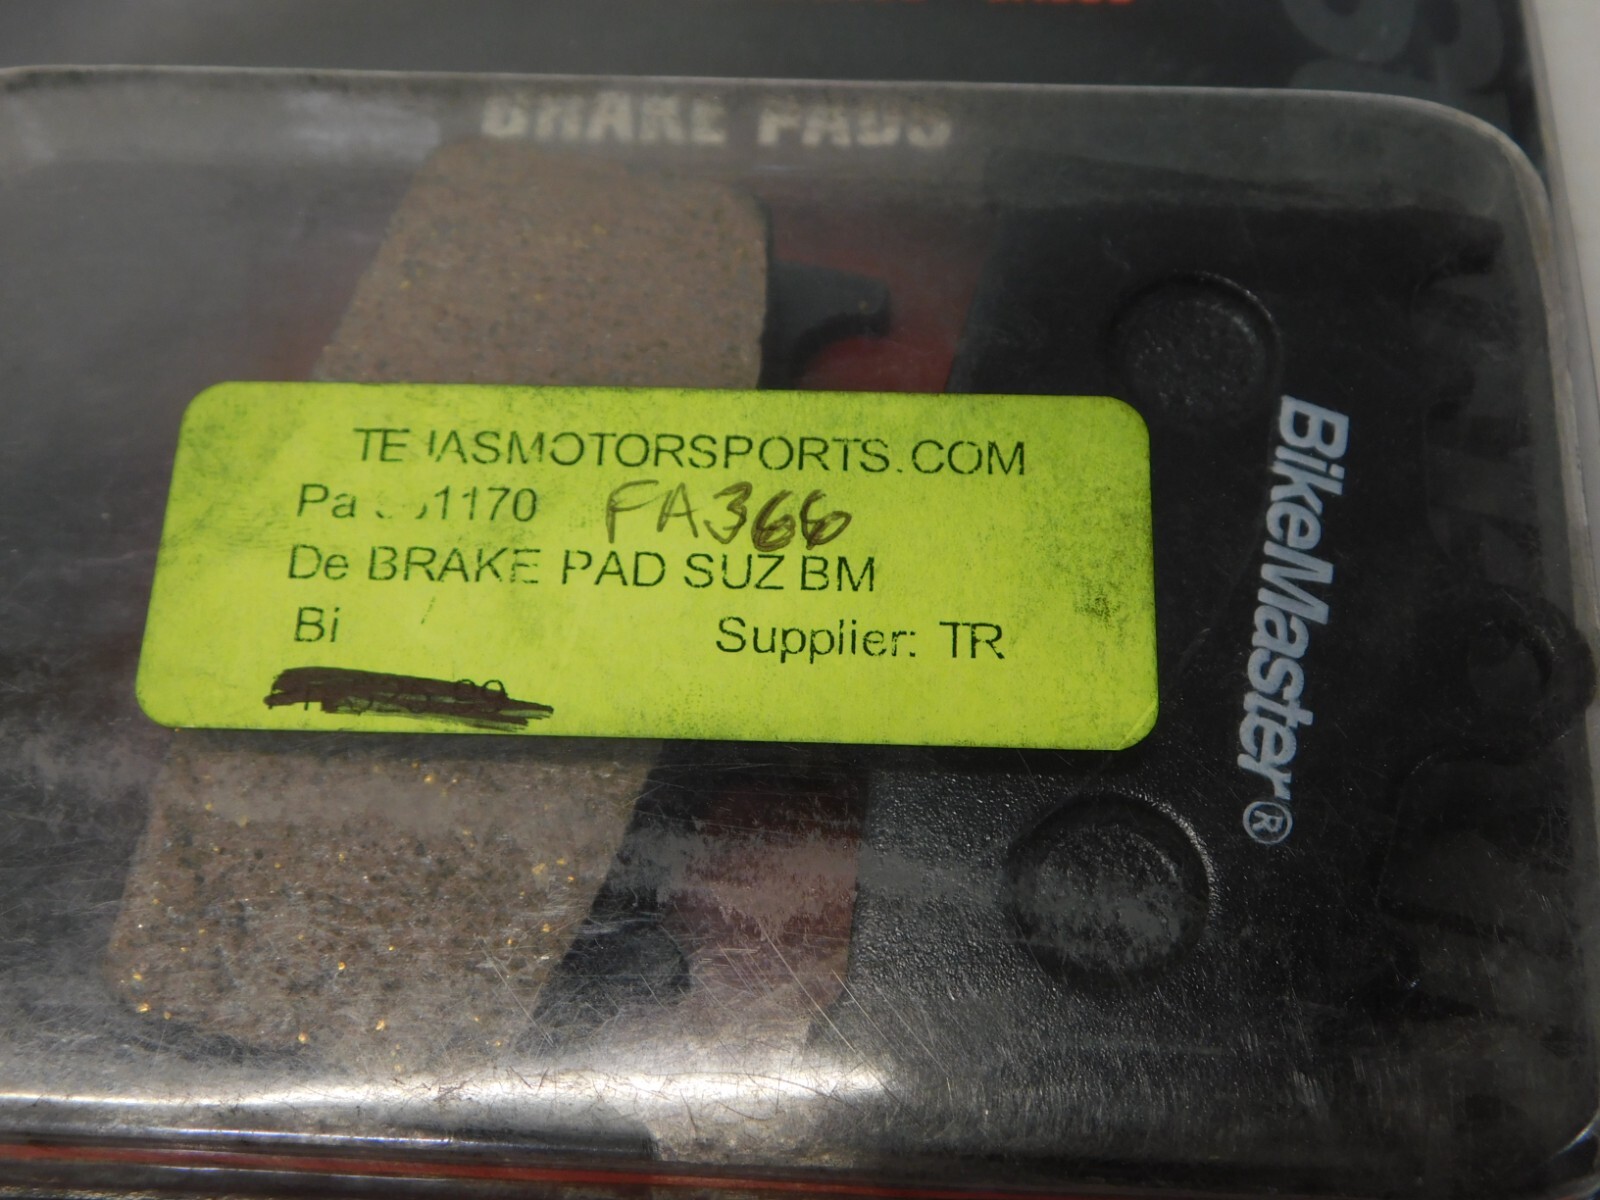 BRAKE PADS
TEJASMOTORSPORTS.COM
Pa 1170 FA366
De BRAKE PAD SUZ BM
Bi Supplier: TR
BikeMaster®